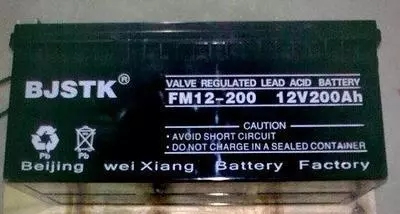 BJSTK®
VALVE REGULATED LEAD ACID BATTERY
FM12-200 12V200Ah
CAUTION
• AVOID SHORT CIRCUIT
• DO NOT CHARGE IN A SEALED CONTAINER
Pb Pb
Beijing wei Xiang Battery Factory